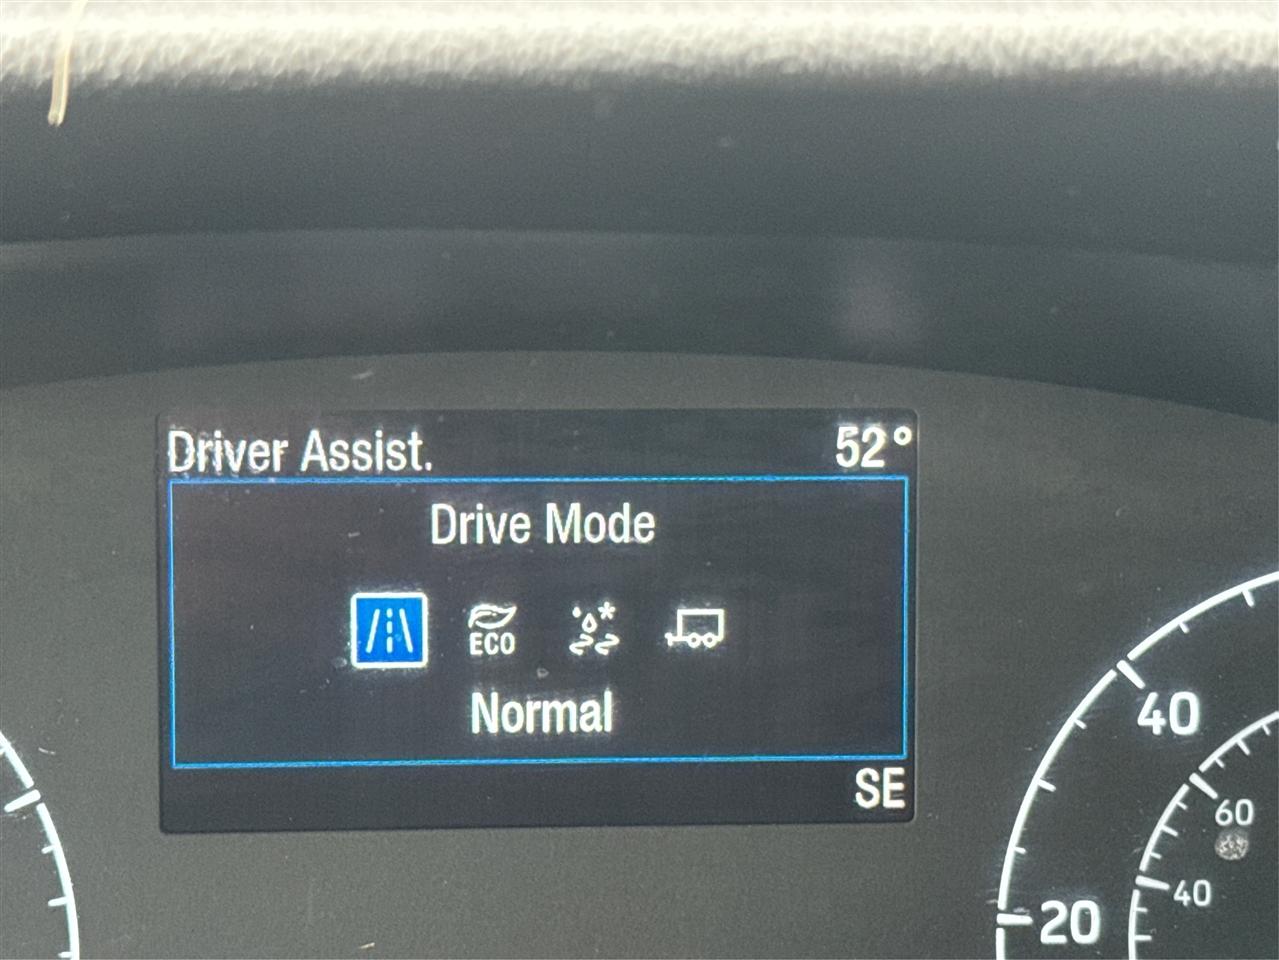 Driver Assist. 52°
Drive Mode
ECO
Normal
SE
40
60
40
20